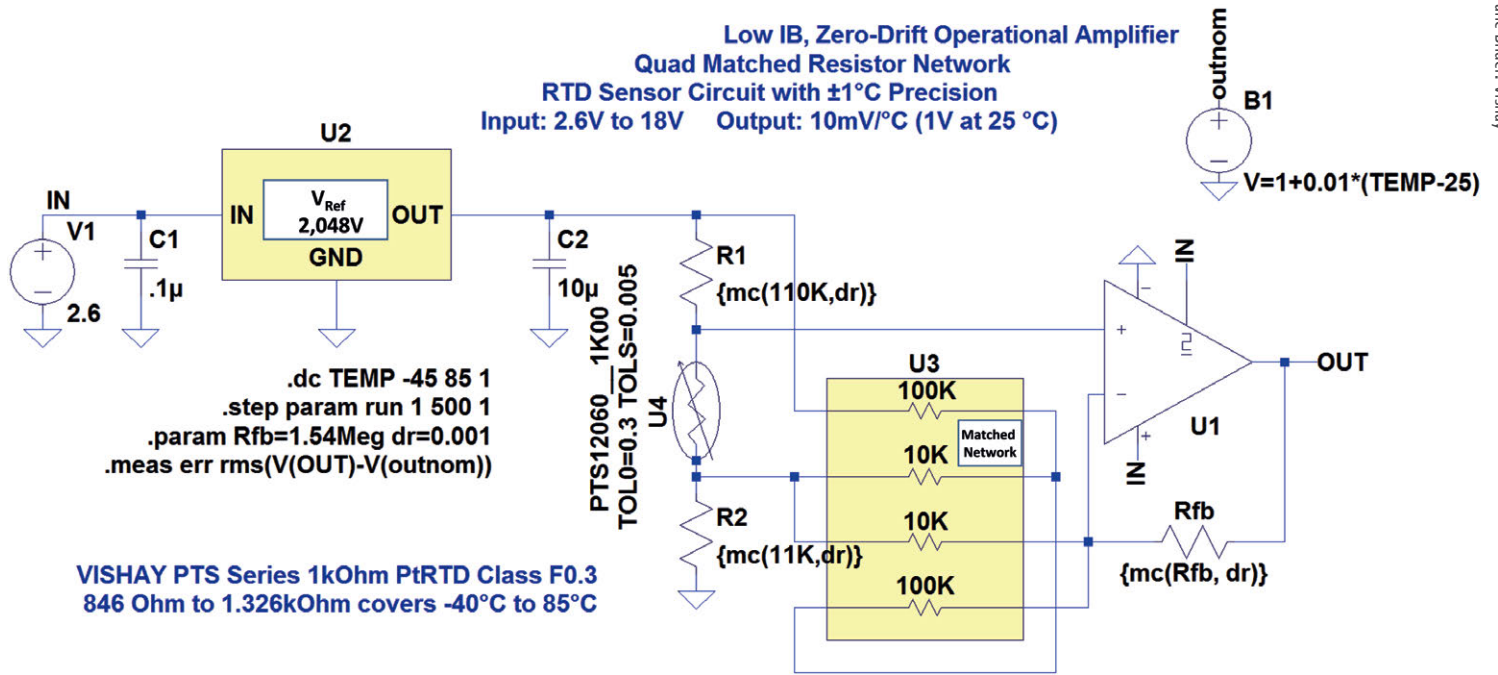 Low IB, Zero-Drift Operational Amplifier
Quad Matched Resistor Network
RTD Sensor Circuit with ±1°C Precision
Input: 2.6V to 18V Output: 10mV/°C (1V at 25 °C)
outnom
B1
V=1+0.01*(TEMP-25)
U2
IN
V1
2.6
C1
.1µ
IN
VRef
2,048V
OUT
GND
C2
10µ
R1
{mc(110K,dr)}
PTS12060__1K00
TOL0=0.3 TOLS=0.005
U4
R2
{mc(11K,dr)}
U3
100K
Matched
Network
10K
10K
100K
IN
+
−
U1
IN
OUT
Rfb
{mc(Rfb, dr)}
.dc TEMP -45 85 1
.step param run 1 500 1
.param Rfb=1.54Meg dr=0.001
.meas err rms(V(OUT)-V(outnom))
VISHAY PTS Series 1kOhm PtRTD Class F0.3
846 Ohm to 1.326kOhm covers -40°C to 85°C